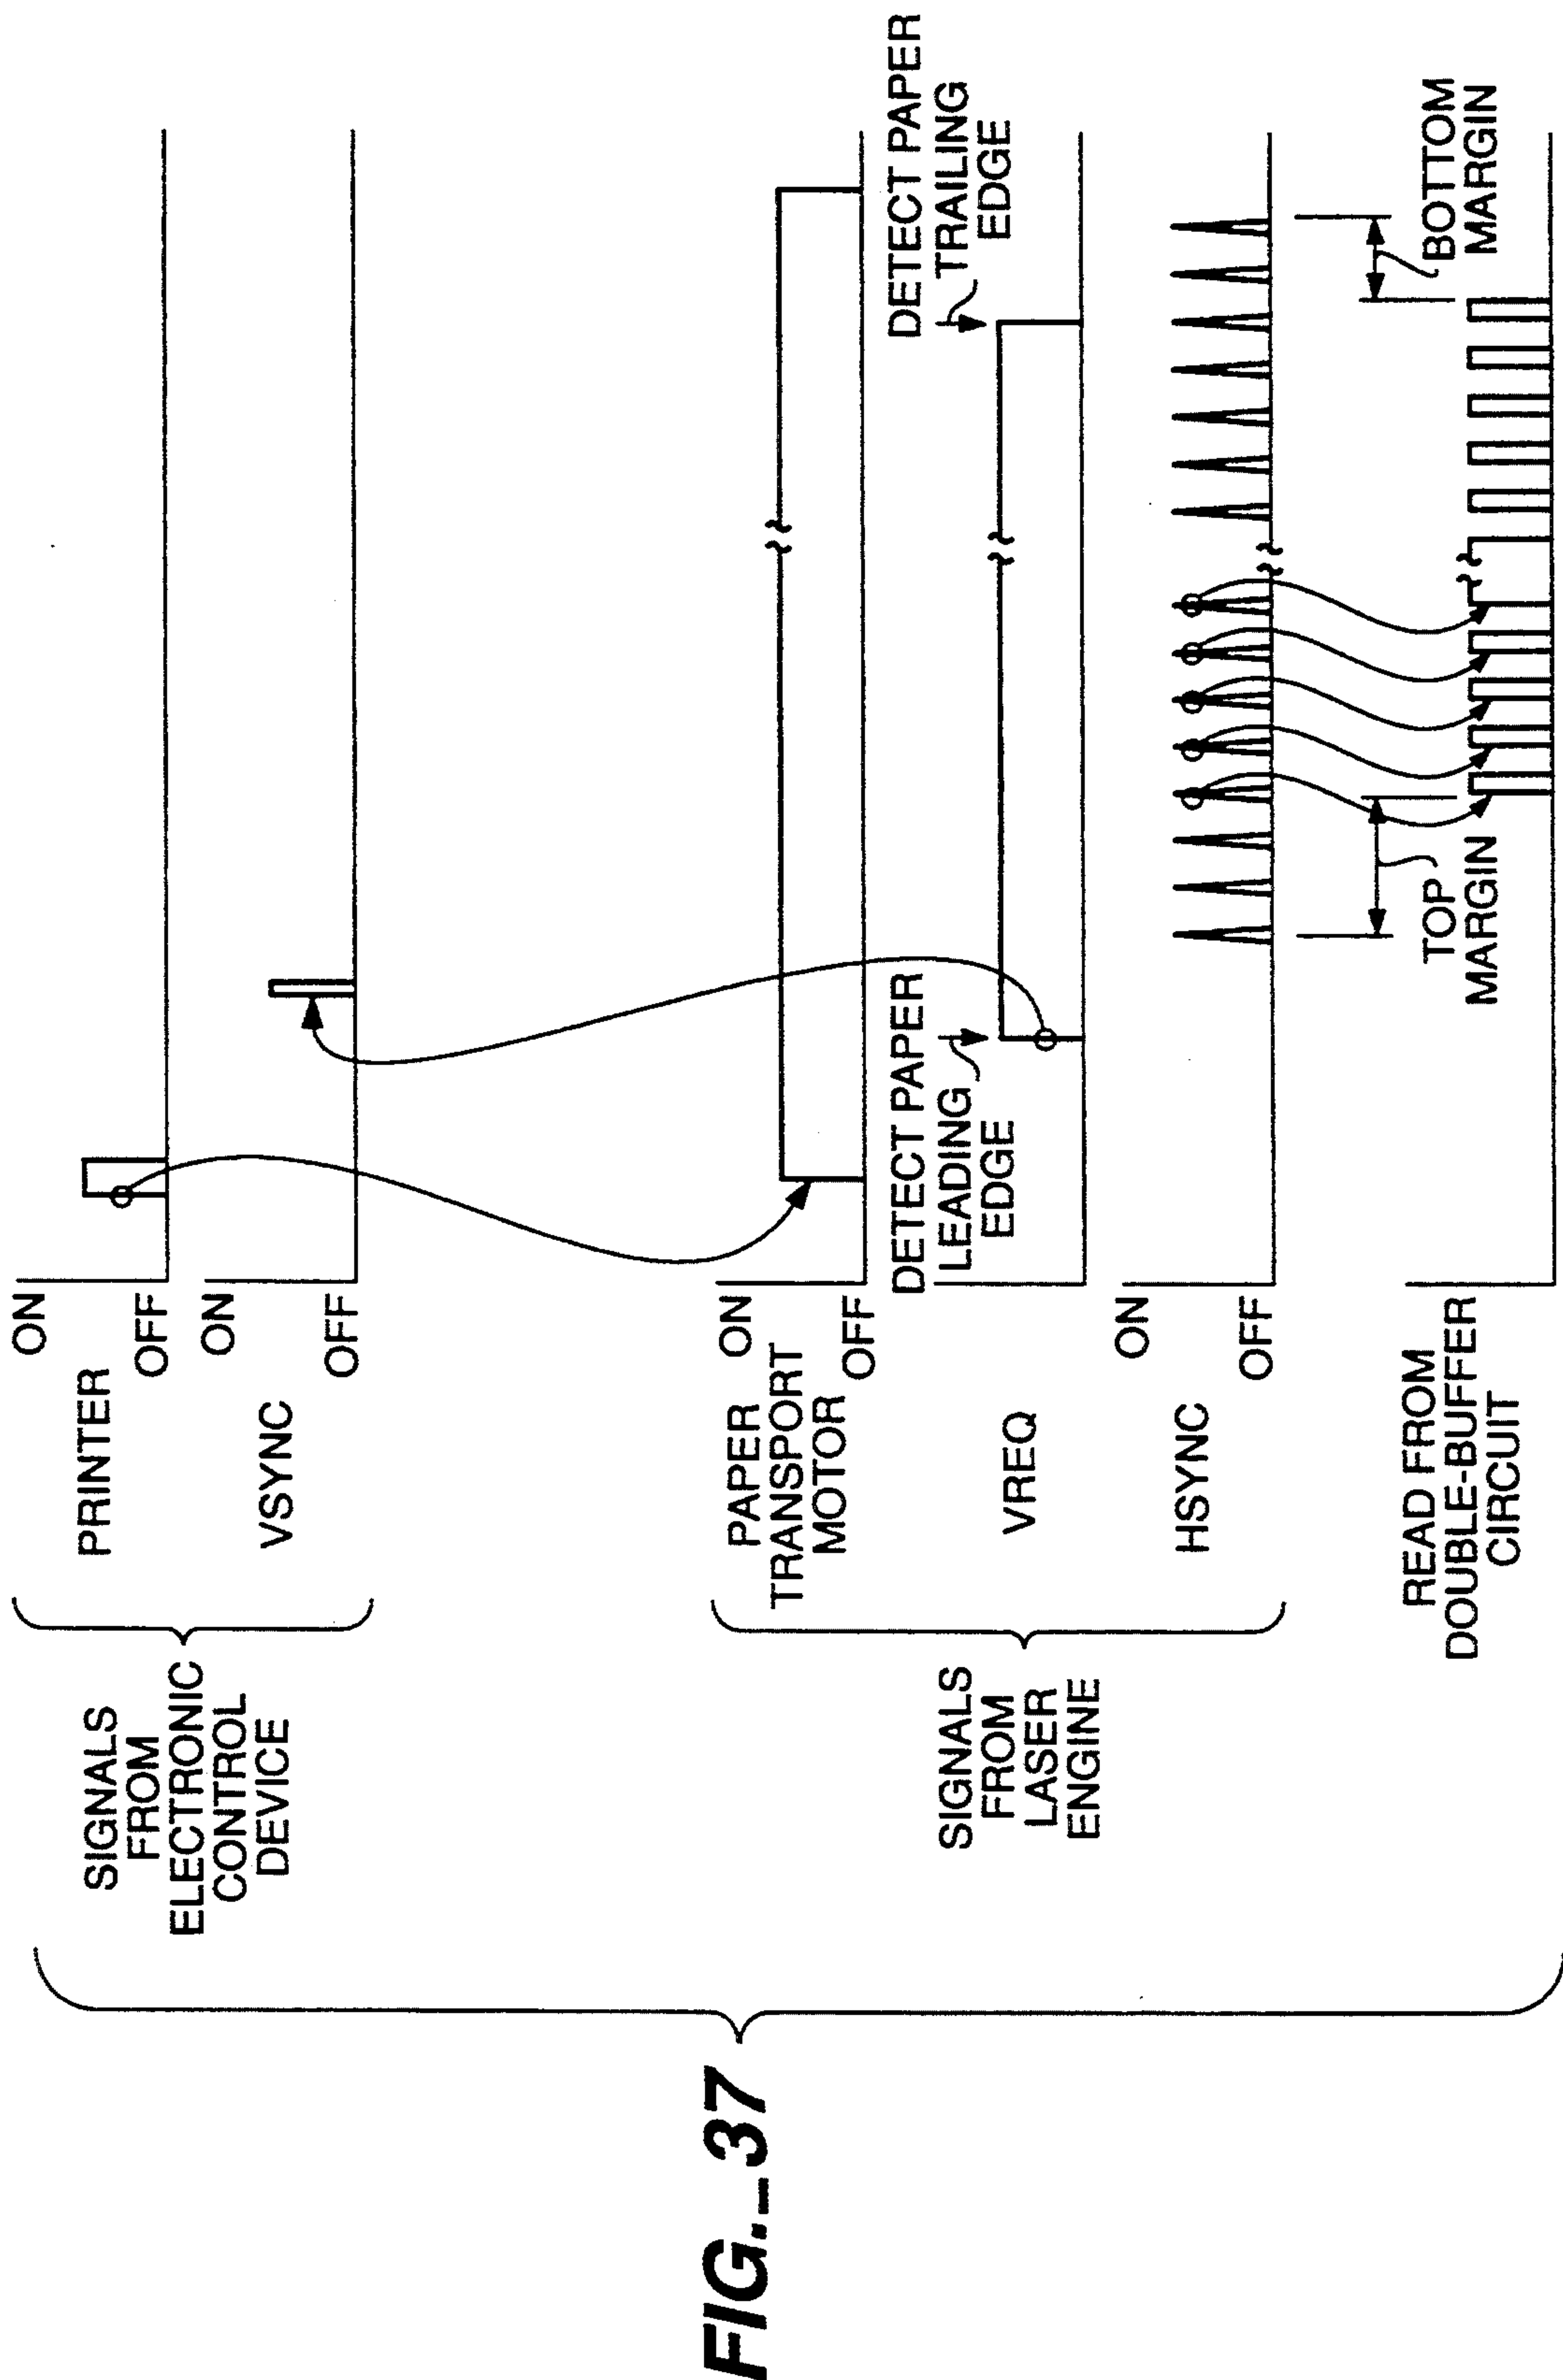 FIG._37
SIGNALS
FROM
ELECTRONIC
CONTROL
DEVICE
PRINTER
ON
OFF
VSYNC
ON
OFF
SIGNALS
FROM
LASER
ENGINE
PAPER
TRANSPORT
MOTOR
ON
OFF
VREQ
DETECT PAPER
LEADING
EDGE
DETECT PAPER
TRAILING
EDGE
HSYNC
ON
OFF
TOP
MARGIN
BOTTOM
MARGIN
READ FROM
DOUBLE-BUFFER
CIRCUIT